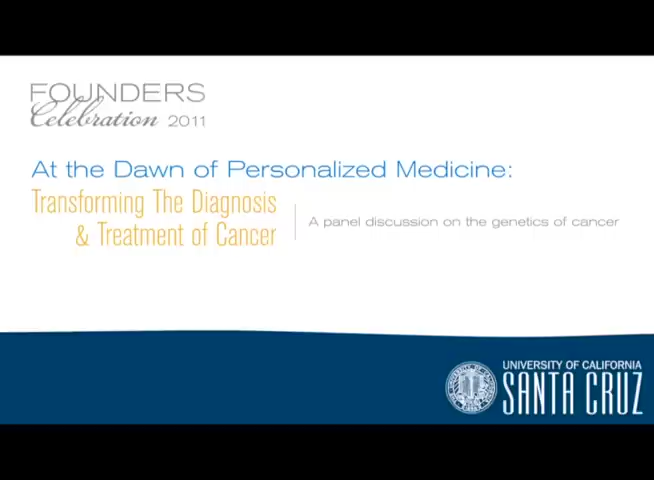 FOUNDERS
Celebration 2011
At the Dawn of Personalized Medicine:
Transforming The Diagnosis
& Treatment of Cancer
A panel discussion on the genetics of cancer
UNIVERSITY OF CALIFORNIA
SANTA CRUZ